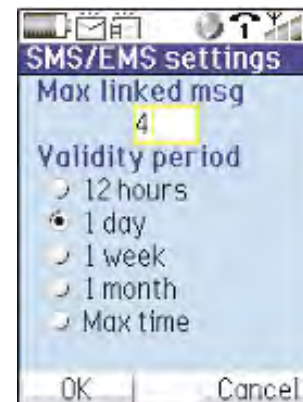 SMS/EMS settings
Max linked msg
4
Validity period
12 hours
1 day
1 week
1 month
Max time
OK Cancel